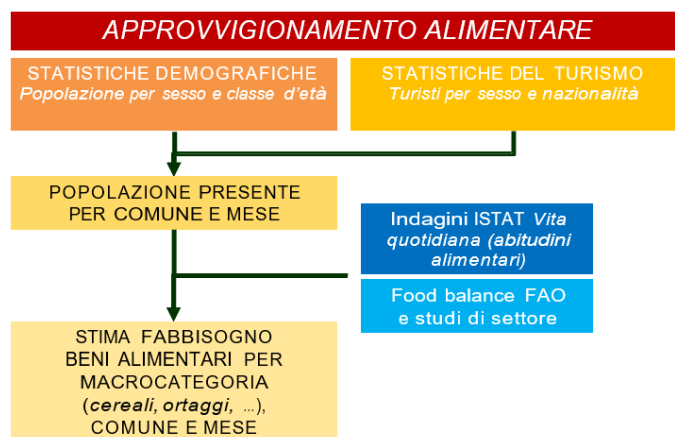 APPROVVIGIONAMENTO ALIMENTARE
STATISTICHE DEMOGRAFICHE
Popolazione per sesso e classe d'età
STATISTICHE DEL TURISMO
Turisti per sesso e nazionalità
POPOLAZIONE PRESENTE
PER COMUNE E MESE
Indagini ISTAT Vita
quotidiana (abitudini
alimentari)
Food balance FAO
e studi di settore
STIMA FABBISOGNO
BENI ALIMENTARI PER
MACROCATEGORIA
(cereali, ortaggi, ...),
COMUNE E MESE